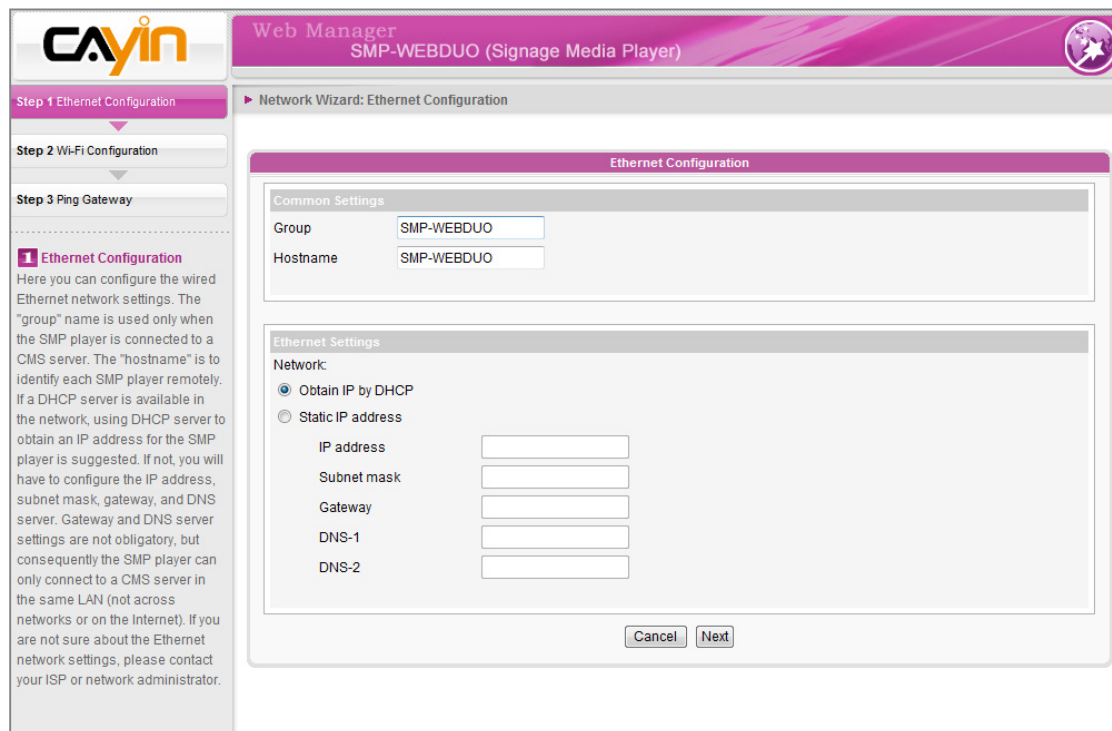 CAyin
Web Manager
SMP-WEBDUO (Signage Media Player)
Step 1 Ethernet Configuration
Step 2 Wi-Fi Configuration
Step 3 Ping Gateway
1 Ethernet Configuration
Here you can configure the wired
Ethernet network settings. The
"group" name is used only when
the SMP player is connected to a
CMS server. The "hostname" is to
identify each SMP player remotely.
If a DHCP server is available in
the network, using DHCP server to
obtain an IP address for the SMP
player is suggested. If not, you will
have to configure the IP address,
subnet mask, gateway, and DNS
server. Gateway and DNS server
settings are not obligatory, but
consequently the SMP player can
only connect to a CMS server in
the same LAN (not across
networks or on the Internet). If you
are not sure about the Ethernet
network settings, please contact
your ISP or network administrator.
Network Wizard: Ethernet Configuration
Ethernet Configuration
Common Settings
Group SMP-WEBDUO
Hostname SMP-WEBDUO
Ethernet Settings
Network:
Obtain IP by DHCP
Static IP address
IP address
Subnet mask
Gateway
DNS-1
DNS-2
Cancel Next